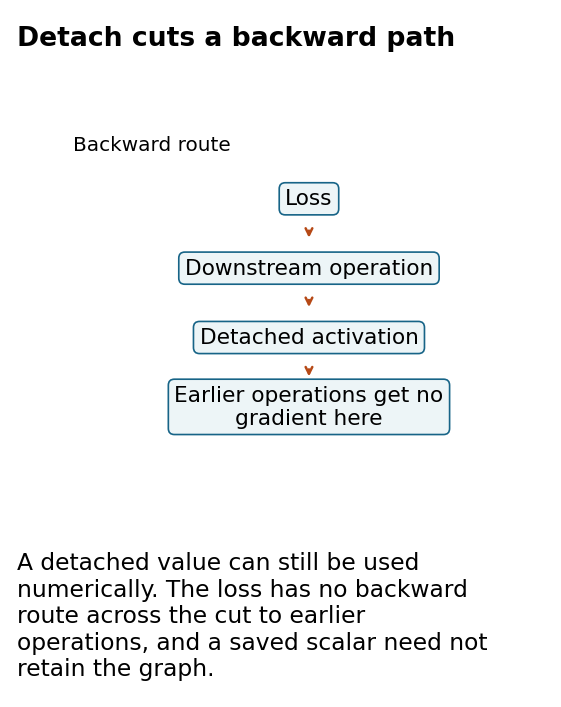 Detach cuts a backward path
Backward route
Loss
Downstream operation
Detached activation
Earlier operations get no
gradient here
A detached value can still be used
numerically. The loss has no backward
route across the cut to earlier
operations, and a saved scalar need not
retain the graph.